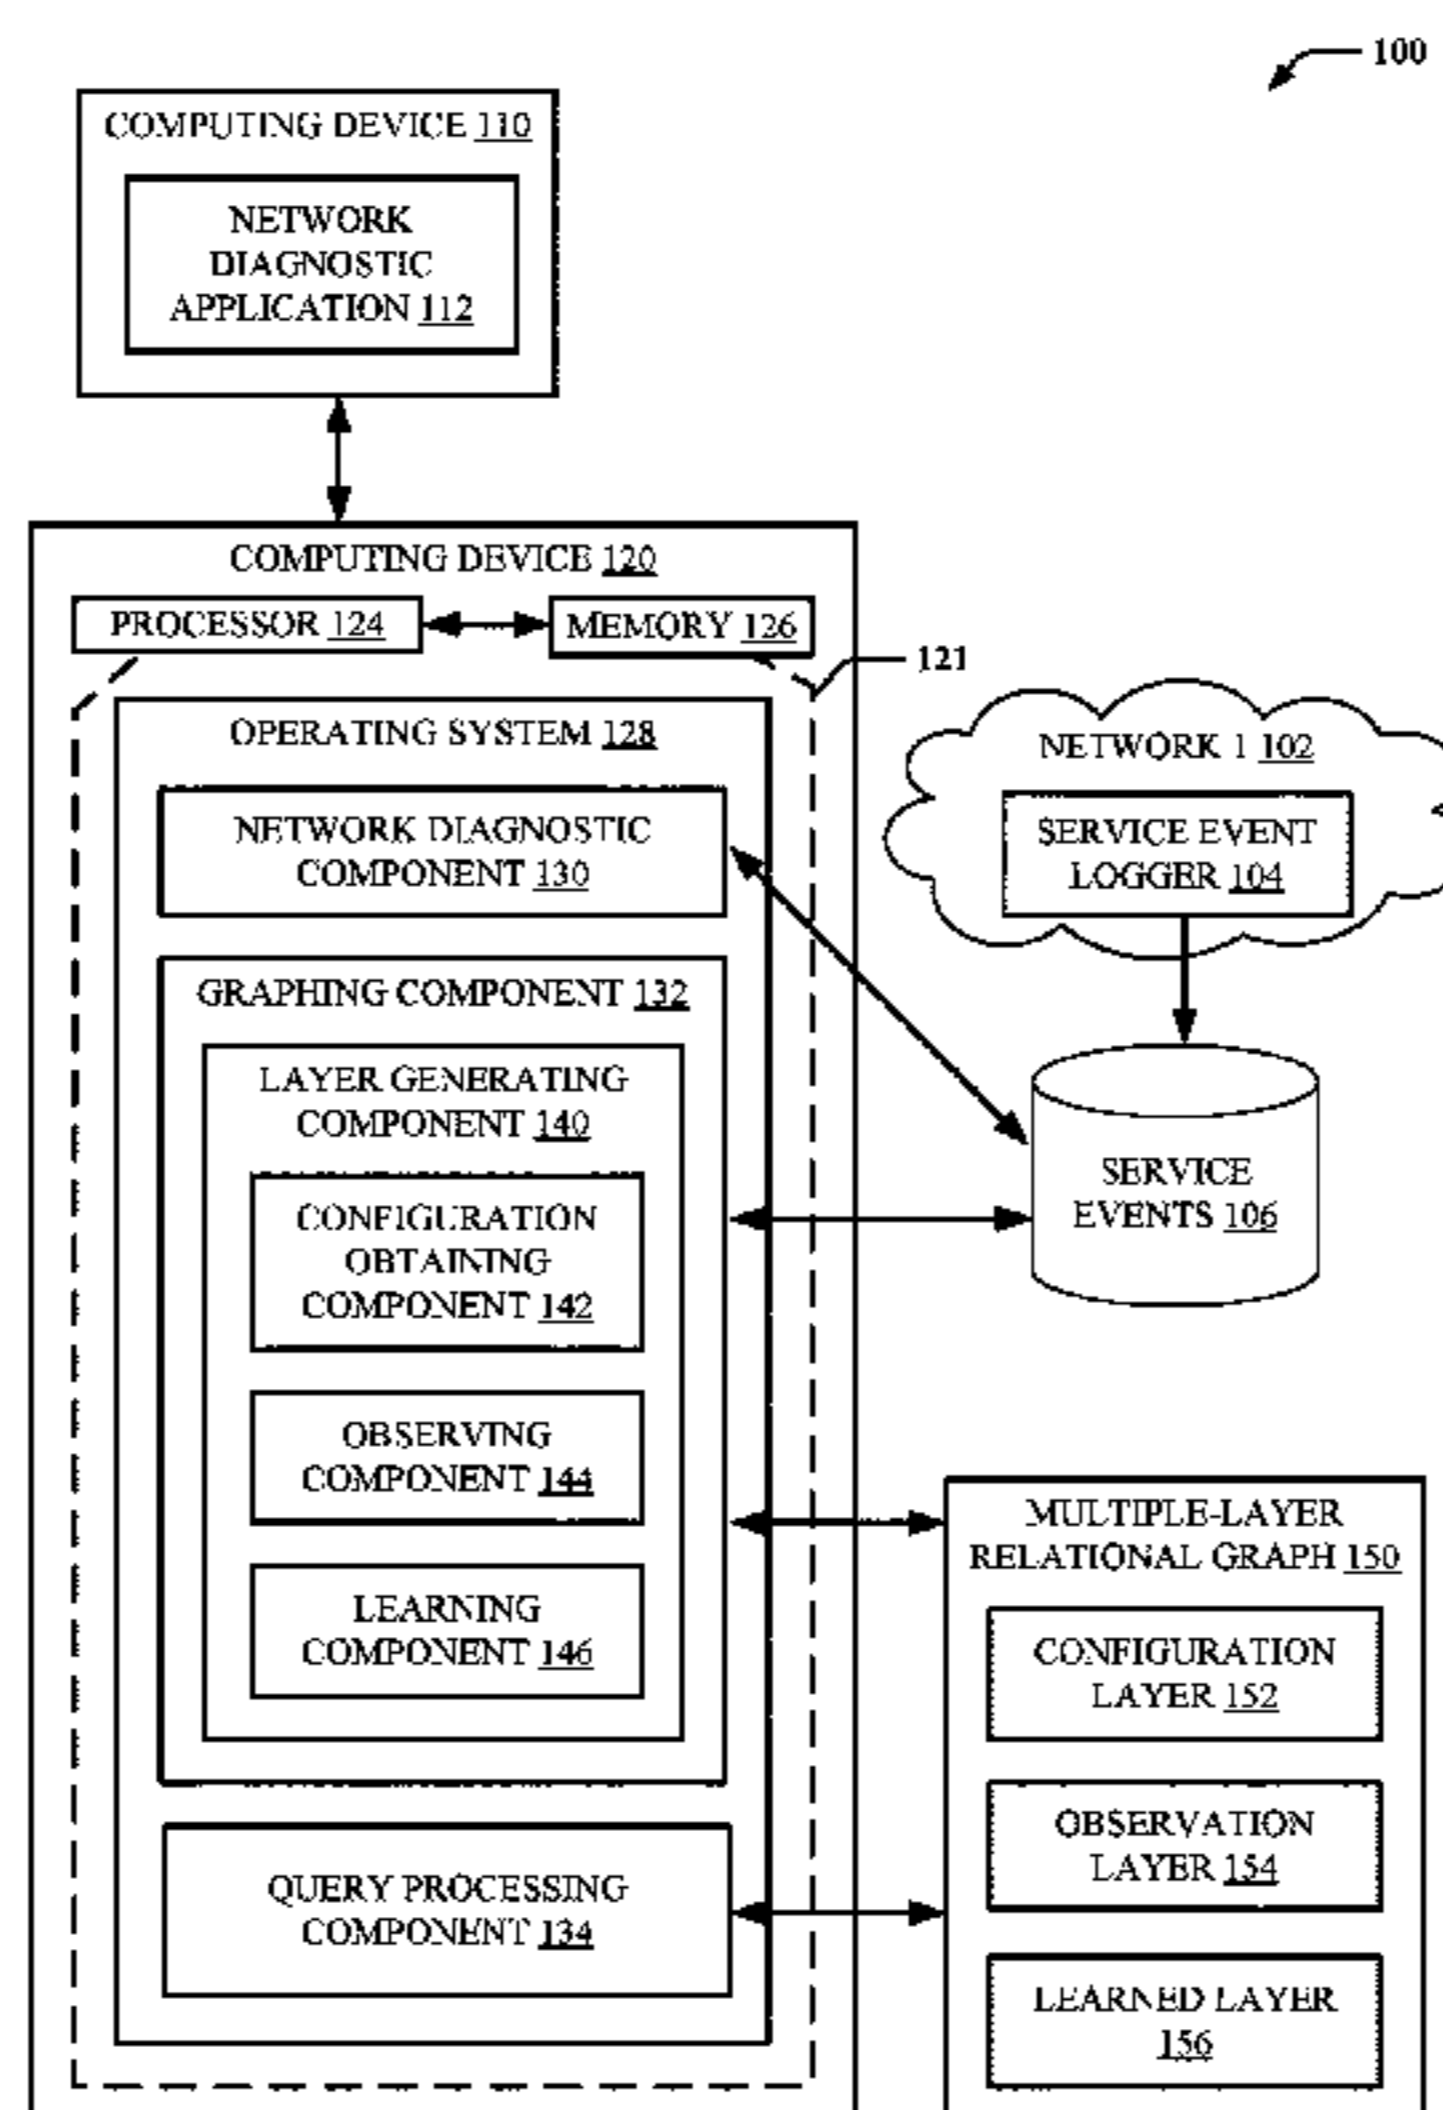 100
COMPUTING DEVICE 110
NETWORK
DIAGNOSTIC
APPLICATION 112
COMPUTING DEVICE 120
PROCESSOR 124
MEMORY 126
121
OPERATING SYSTEM 128
NETWORK DIAGNOSTIC
COMPONENT 130
NETWORK 1 102
SERVICE EVENT
LOGGER 104
GRAPHING COMPONENT 132
LAYER GENERATING
COMPONENT 140
CONFIGURATION
OBTAINING
COMPONENT 142
SERVICE
EVENTS 106
OBSERVING
COMPONENT 144
LEARNING
COMPONENT 146
MULTIPLE-LAYER
RELATIONAL GRAPH 150
CONFIGURATION
LAYER 152
OBSERVATION
LAYER 154
LEARNED LAYER
156
QUERY PROCESSING
COMPONENT 134